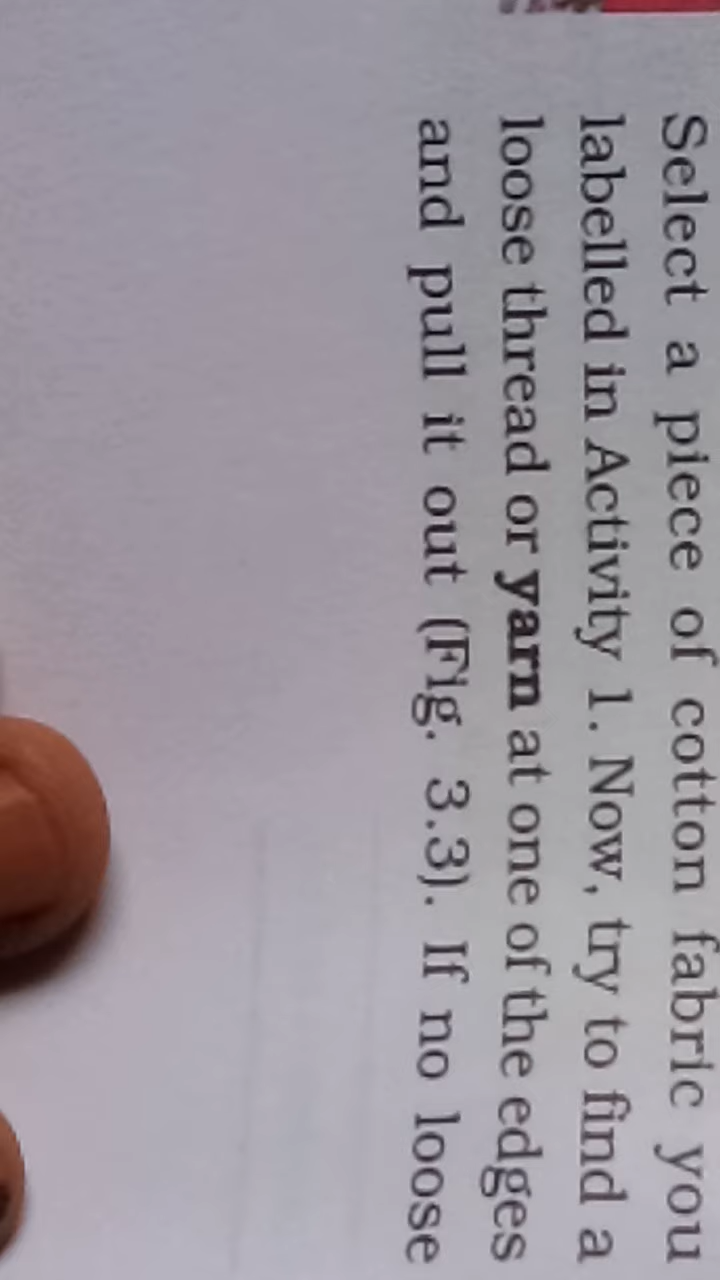 Select a piece of cotton fabric you
labelled in Activity 1. Now, try to find a
loose thread or yarn at one of the edges
and pull it out (Fig. 3.3). If no loose